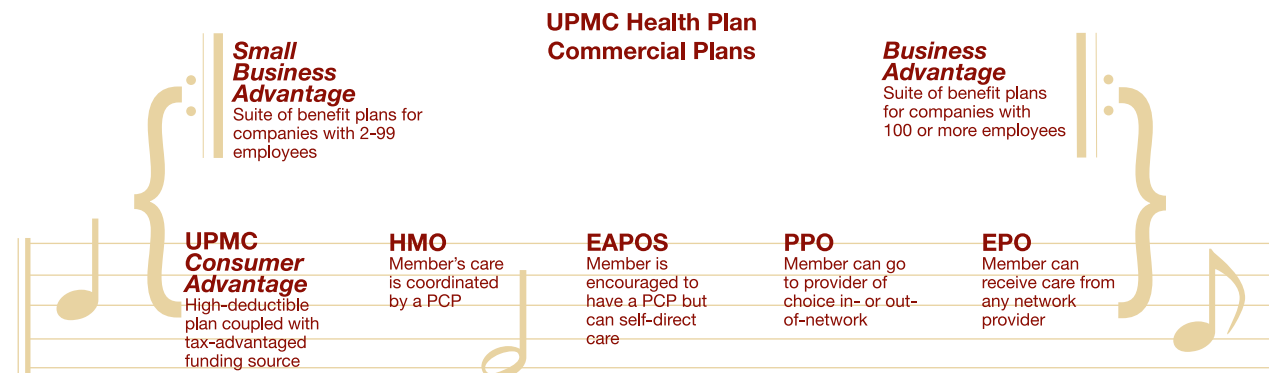 UPMC Health Plan
Commercial Plans
Small
Business
Advantage
Suite of benefit plans for
companies with 2-99
employees
Business
Advantage
Suite of benefit plans
for companies with
100 or more employees
UPMC
Consumer
Advantage
High-deductible
plan coupled with
tax-advantaged
funding source
HMO
Member's care
is coordinated
by a PCP
EAPOS
Member is
encouraged to
have a PCP but
can self-direct
care
PPO
Member can go
to provider of
choice in- or out-
of-network
EPO
Member can
receive care from
any network
provider